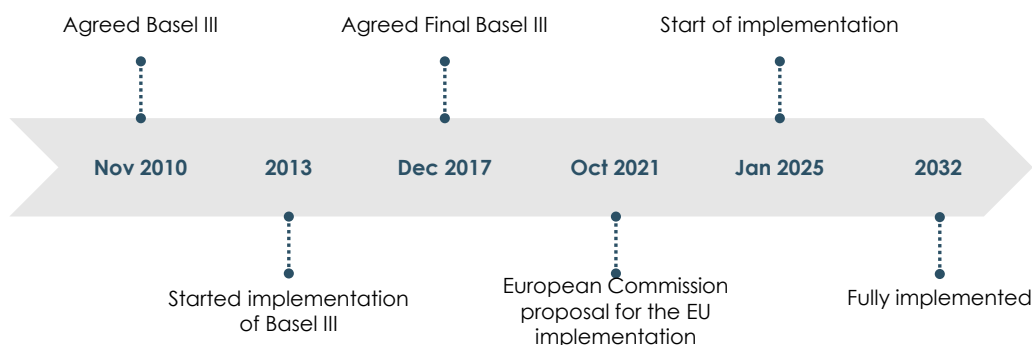 Agreed Basel III
Agreed Final Basel III
Start of implementation
Nov 2010
2013
Dec 2017
Oct 2021
Jan 2025
2032
Started implementation
of Basel III
European Commission
proposal for the EU
implementation
Fully implemented